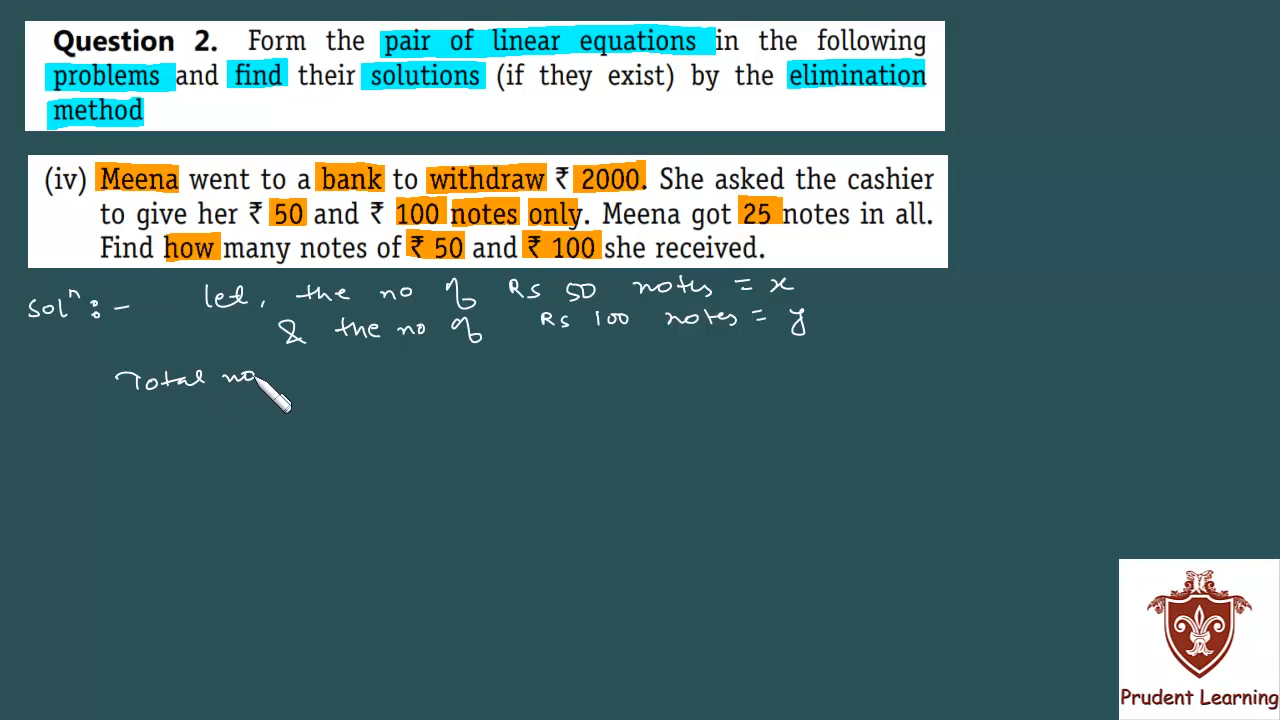 Question 2. Form the pair of linear equations in the following
problems and find their solutions (if they exist) by the elimination
method
(iv) Meena went to a bank to withdraw ₹ 2000. She asked the cashier
to give her ₹ 50 and ₹ 100 notes only. Meena got 25 notes in all.
Find how many notes of ₹ 50 and ₹ 100 she received.
Solⁿ :- let, the no of Rs 50 notes = x
& the no of Rs 100 notes = y
Total no
Prudent Learning